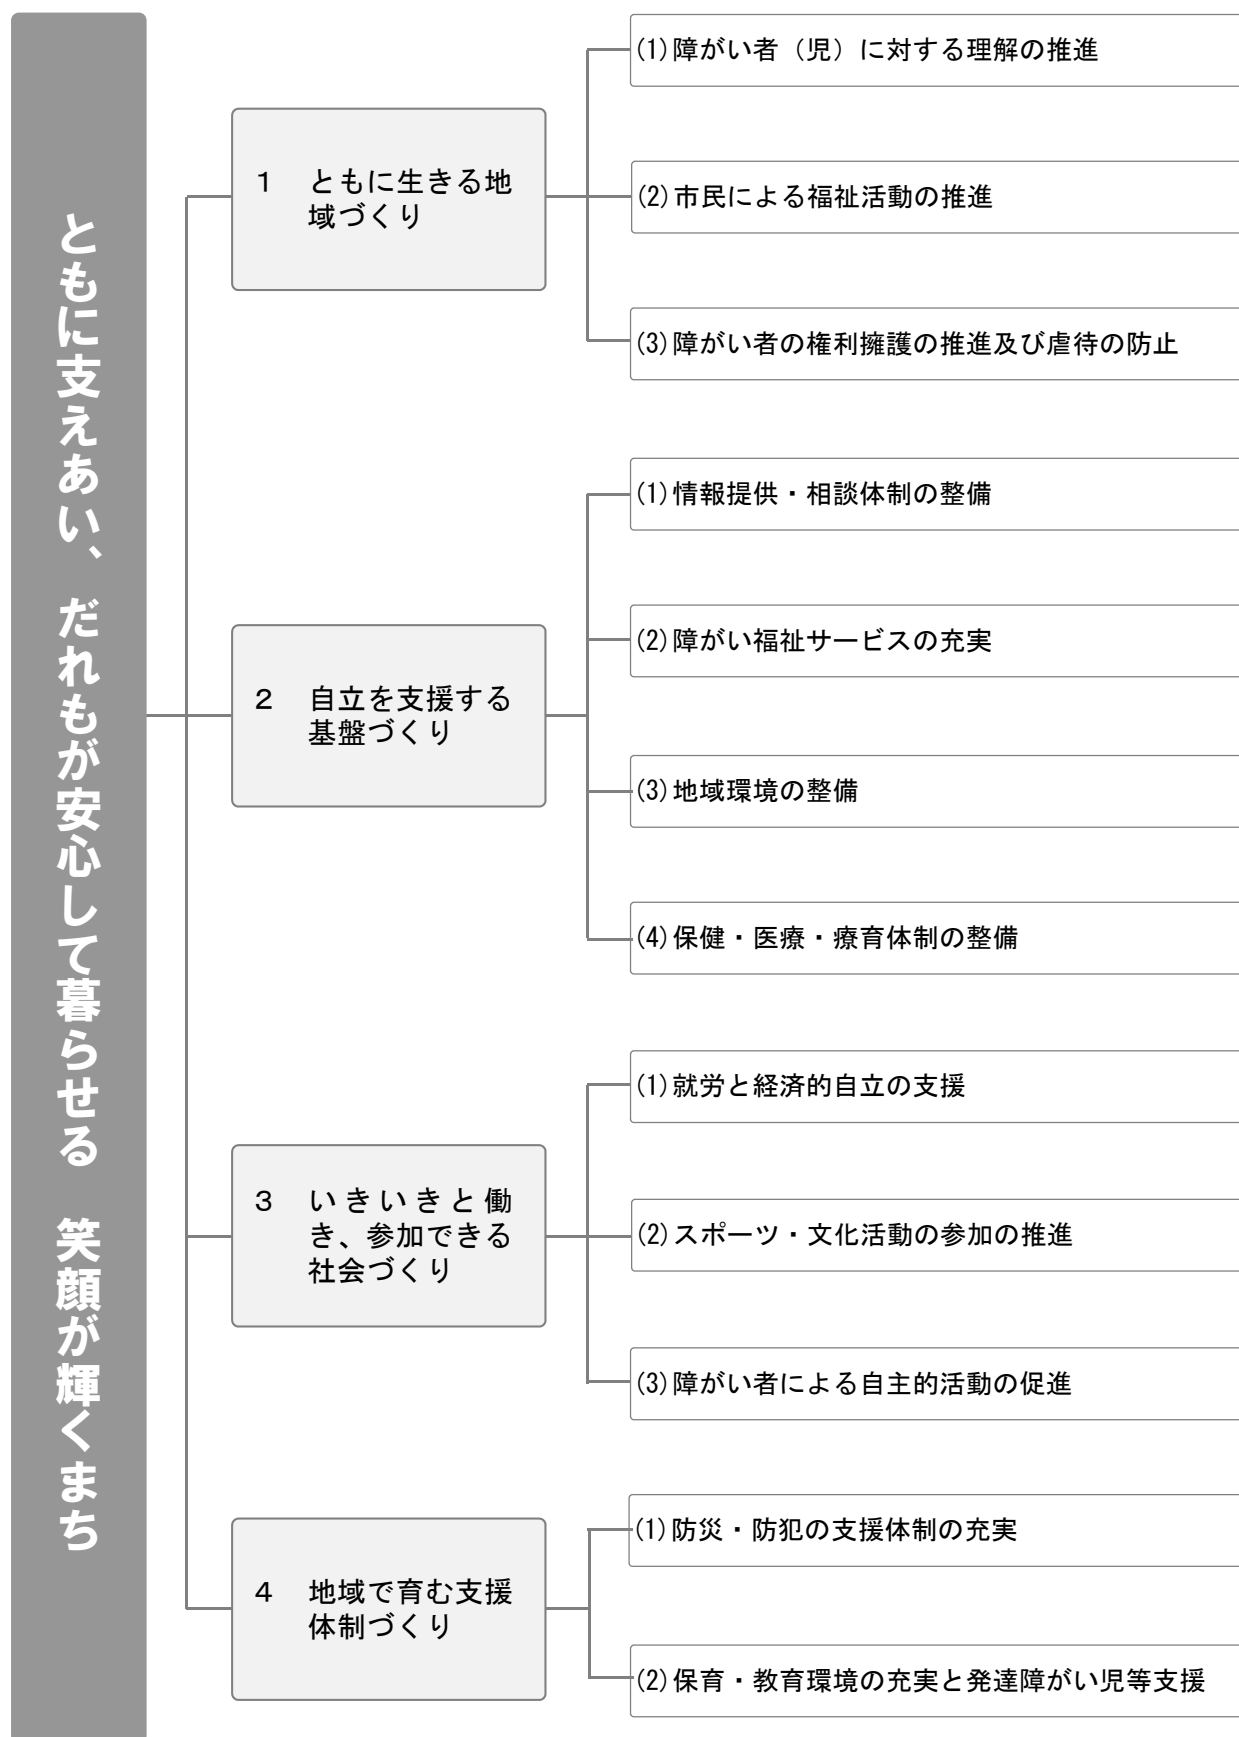 ともに支えあい、だれもが安心して暮らせる　笑顔が輝くまち
１　ともに生きる地
域づくり
(1)障がい者（児）に対する理解の推進
(2)市民による福祉活動の推進
(3)障がい者の権利擁護の推進及び虐待の防止
２　自立を支援する
基盤づくり
(1)情報提供・相談体制の整備
(2)障がい福祉サービスの充実
(3)地域環境の整備
(4)保健・医療・療育体制の整備
３　いきいきと働
き、参加できる
社会づくり
(1)就労と経済的自立の支援
(2)スポーツ・文化活動の参加の推進
(3)障がい者による自主的活動の促進
４　地域で育む支援
体制づくり
(1)防災・防犯の支援体制の充実
(2)保育・教育環境の充実と発達障がい児等支援